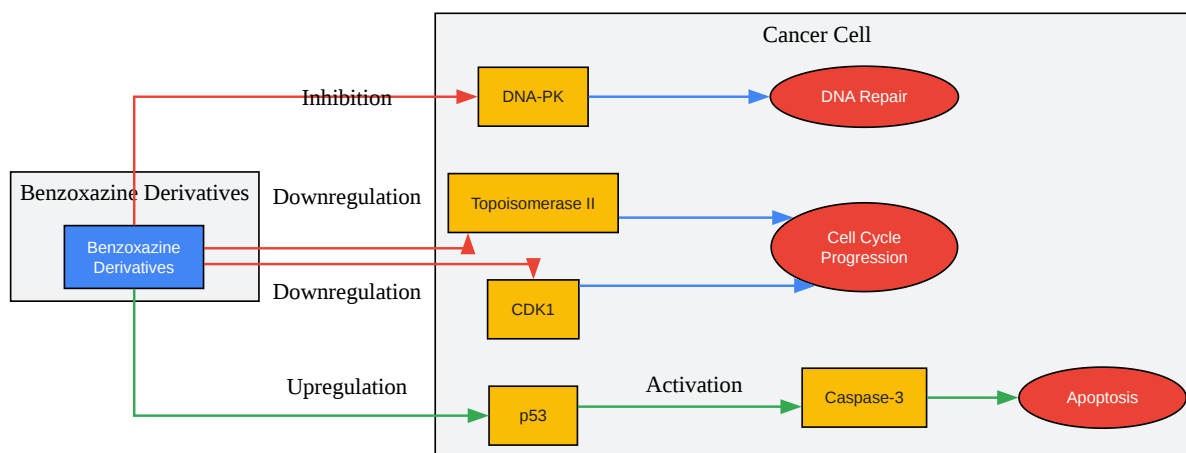 Cancer Cell
Inhibition
DNA-PK
DNA Repair
Benzoxazine Derivatives
Benzoxazine
Derivatives
Downregulation
Topoisomerase II
Cell Cycle
Progression
Downregulation
CDK1
Upregulation
p53
Activation
Caspase-3
Apoptosis